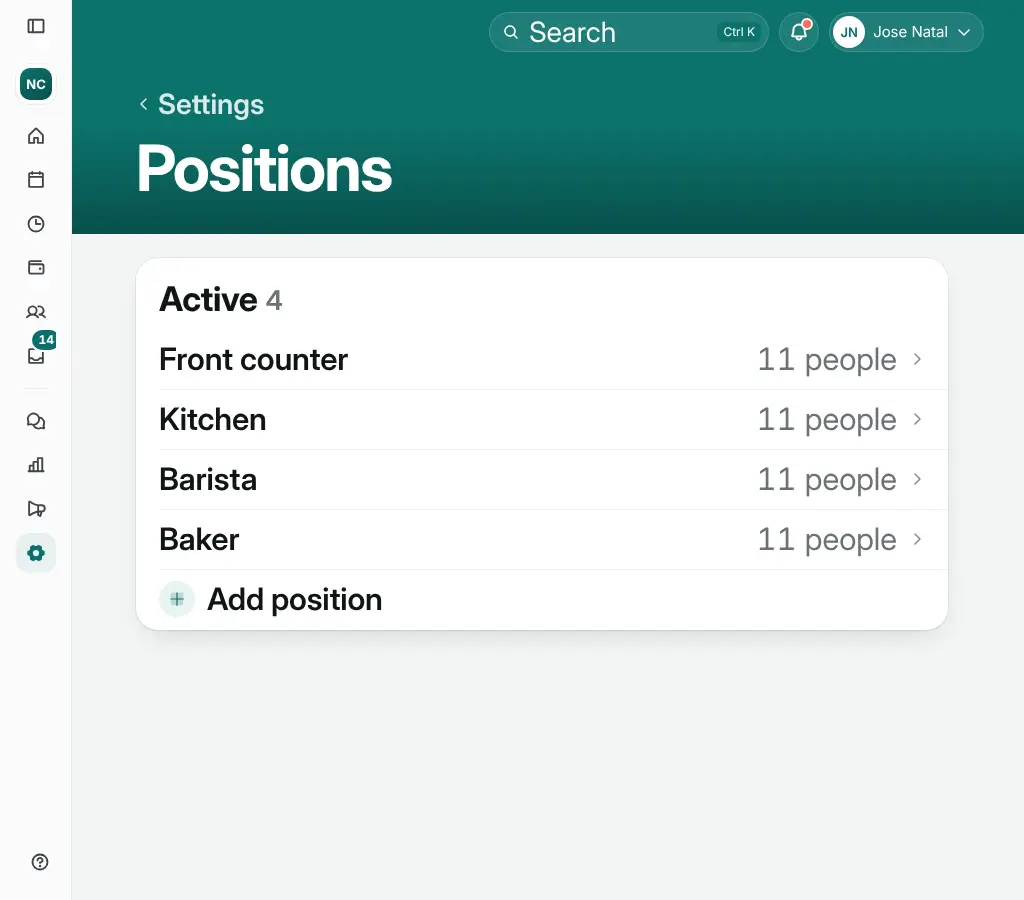 Search
Ctrl K
JN
Jose Natal
NC
Settings
Positions
Active 4
Front counter 11 people
Kitchen 11 people
Barista 11 people
Baker 11 people
Add position
14